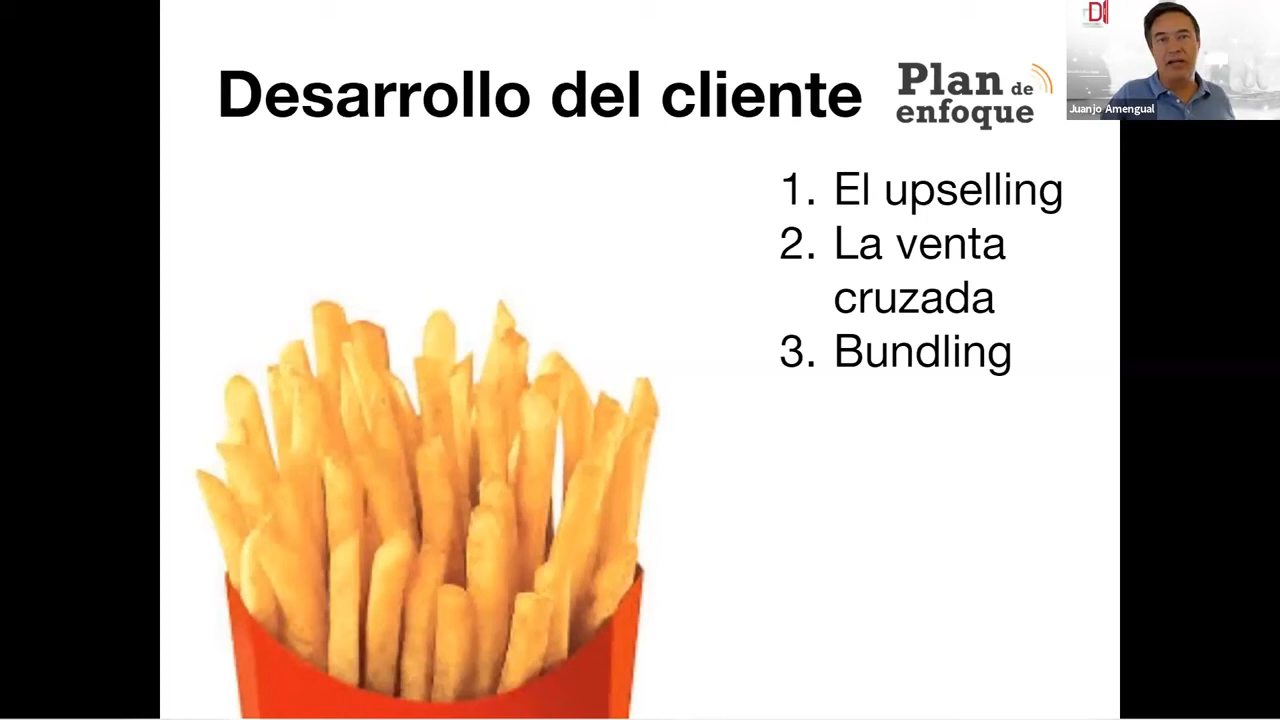 Desarrollo del cliente
Plan de
enfoque
Juanjo Amengual
1. El upselling
2. La venta
cruzada
3. Bundling